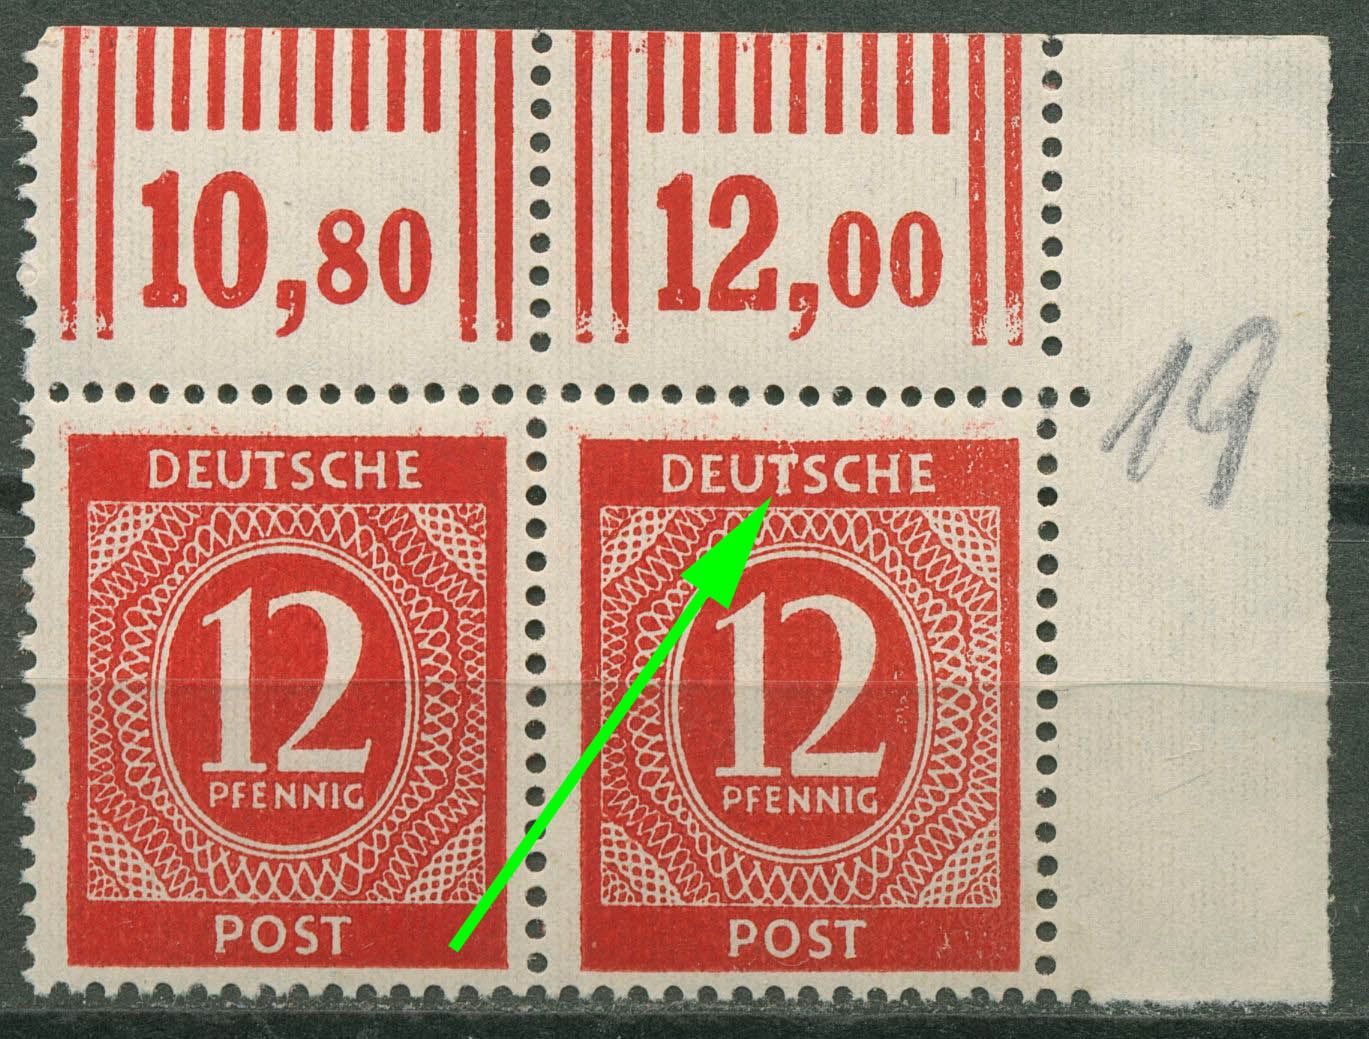 10,80 12,00
19
DEUTSCHE DEUTSCHE
12 12
PFENNIG PFENNIG
POST POST